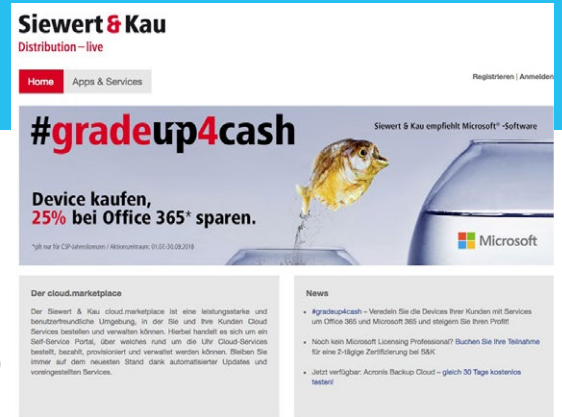 Siewert & Kau
Distribution – live
Home
Apps & Services
Registrieren | Anmelden
#gradeup4cash
Siewert & Kau empfiehlt Microsoft® -Software
Device kaufen,
25% bei Office 365* sparen.
*gilt nur für CSP-Jahreslizenzen / Aktionszeitraum: 01.07.-30.09.2018
Microsoft
Der cloud.marketplace
Der Siewert & Kau cloud.marketplace ist eine leistungsstarke und
benutzerfreundliche Umgebung, in der Sie und Ihre Kunden Cloud
Services bestellen und verwalten können. Hierbei handelt es sich um ein
Self-Service Portal, über welches rund um die Uhr Cloud-Services
bestellt, bezahlt, provisioniert und verwaltet werden können. Bleiben Sie
immer auf dem neuesten Stand dank automatisierter Updates und
voreingestellten Services.
News
#gradeup4cash – Veredeln Sie die Devices Ihrer Kunden mit Services
um Office 365 und Microsoft 365 und steigern Sie Ihren Profit!
Noch kein Microsoft Licensing Professional? Buchen Sie Ihre Teilnahme
für eine 2-tägige Zertifizierung bei S&K
Jetzt verfügbar: Acronis Backup Cloud – gleich 30 Tage kostenlos
testen!